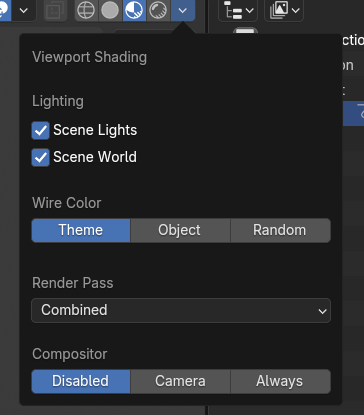 Viewport Shading
ctio
Lighting
n
Scene Lights
Scene World
Wire Color
Theme Object Random
Render Pass
Combined
Compositor
Disabled Camera Always